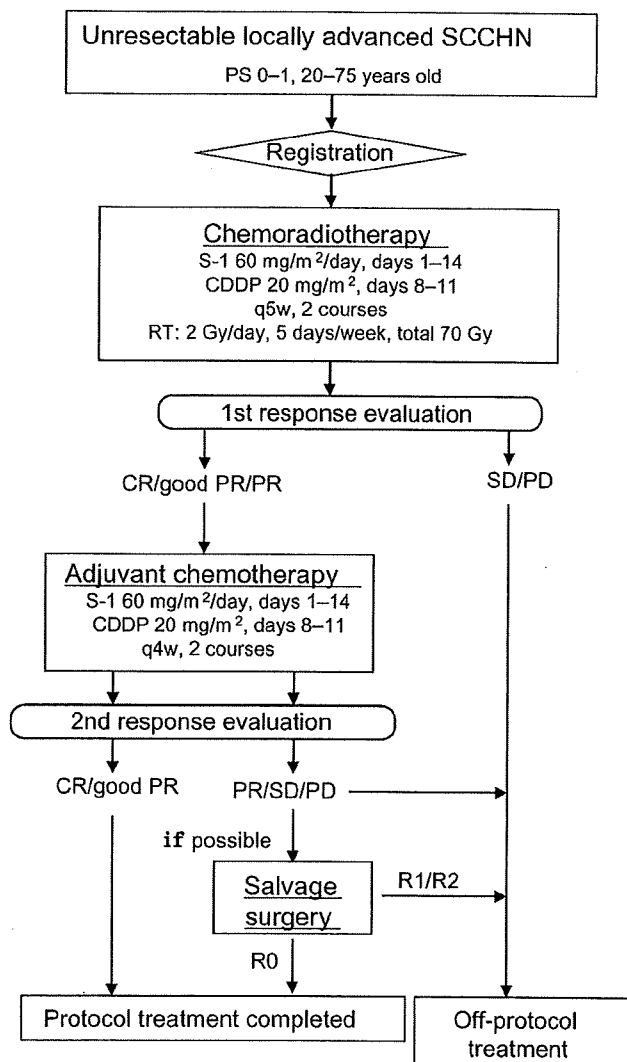 Unresectable locally advanced SCCHN
PS 0–1, 20–75 years old
Registration
Chemoradiotherapy
S-1 60 mg/m²/day, days 1–14
CDDP 20 mg/m², days 8–11
q5w, 2 courses
RT: 2 Gy/day, 5 days/week, total 70 Gy
1st response evaluation
CR/good PR/PR
SD/PD
Adjuvant chemotherapy
S-1 60 mg/m²/day, days 1–14
CDDP 20 mg/m², days 8–11
q4w, 2 courses
2nd response evaluation
CR/good PR
PR/SD/PD
if possible
Salvage
surgery
R1/R2
R0
Protocol treatment completed
Off-protocol
treatment